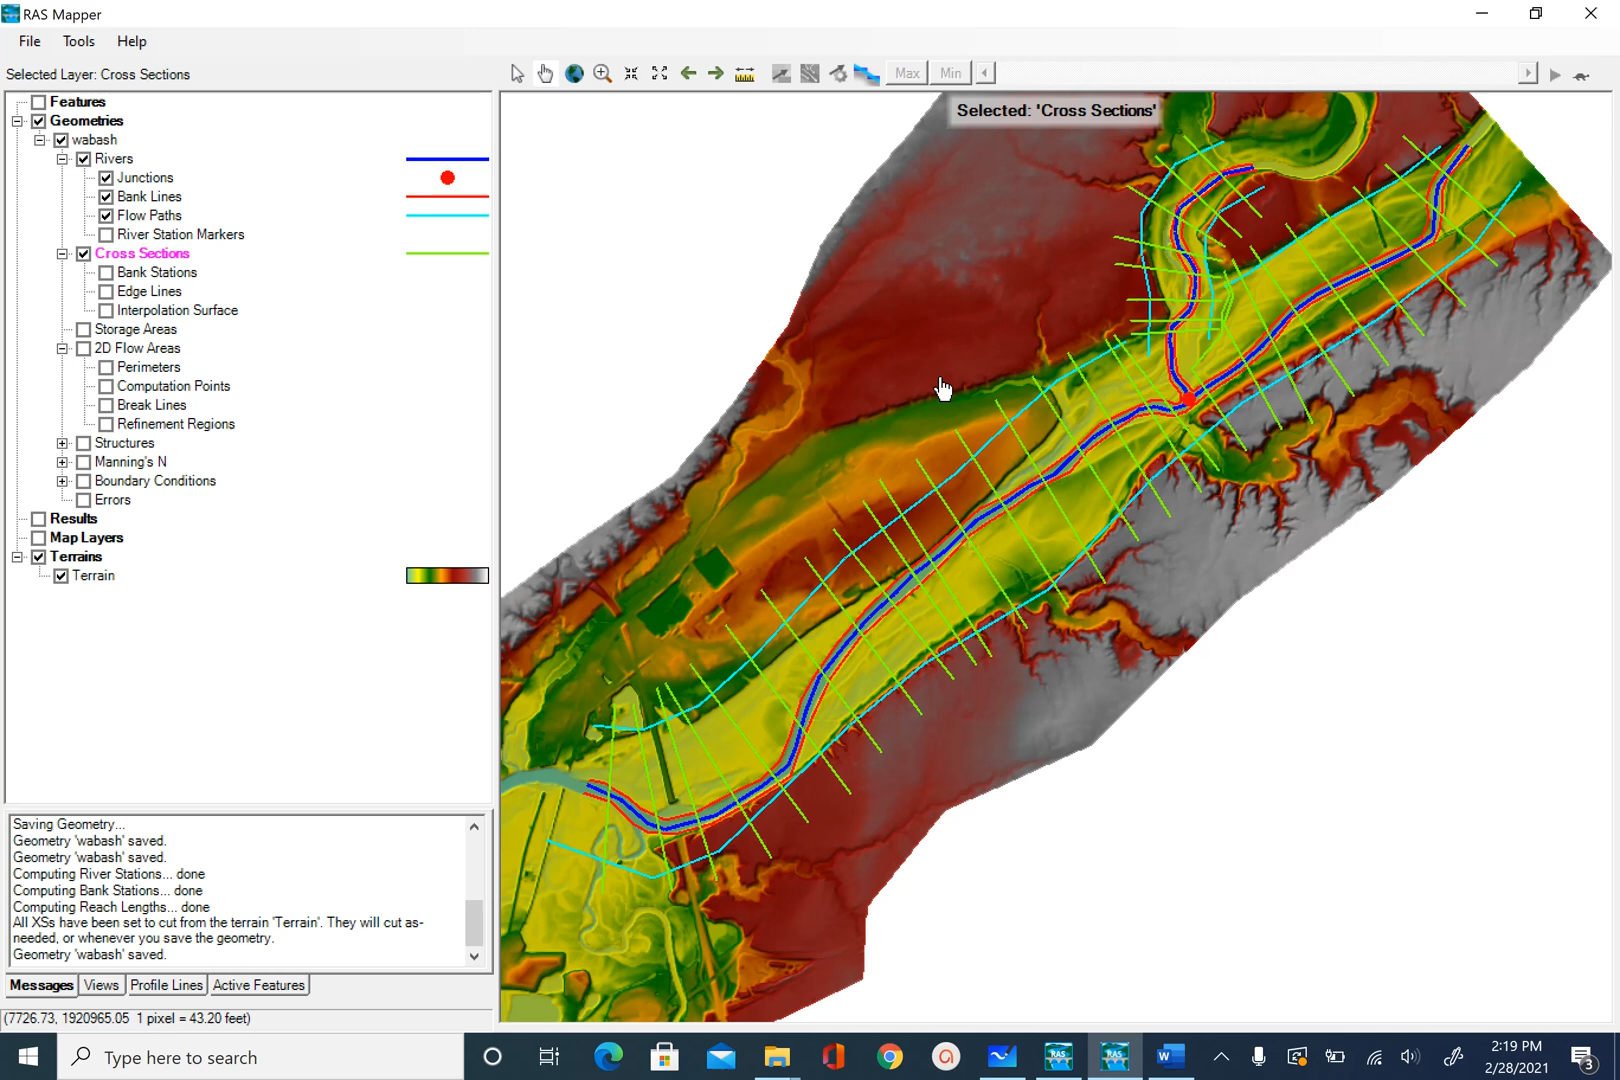 RAS Mapper
File Tools Help
Selected Layer: Cross Sections
Max Min
Selected: 'Cross Sections'
Features
Geometries
wabash
Rivers
Junctions
Bank Lines
Flow Paths
River Station Markers
Cross Sections
Bank Stations
Edge Lines
Interpolation Surface
Storage Areas
2D Flow Areas
Perimeters
Computation Points
Break Lines
Refinement Regions
Structures
Manning's N
Boundary Conditions
Errors
Results
Map Layers
Terrains
Terrain
Saving Geometry...
Geometry 'wabash' saved.
Geometry 'wabash' saved.
Computing River Stations... done
Computing Bank Stations... done
Computing Reach Lengths... done
All XSs have been set to cut from the terrain 'Terrain'. They will cut as-
needed, or whenever you save the geometry.
Geometry 'wabash' saved.
Messages Views Profile Lines Active Features
(7726.73, 1920965.05 1 pixel = 43.20 feet)
Type here to search
a
RAS
RAS
W
2:19 PM
2/28/2021
3